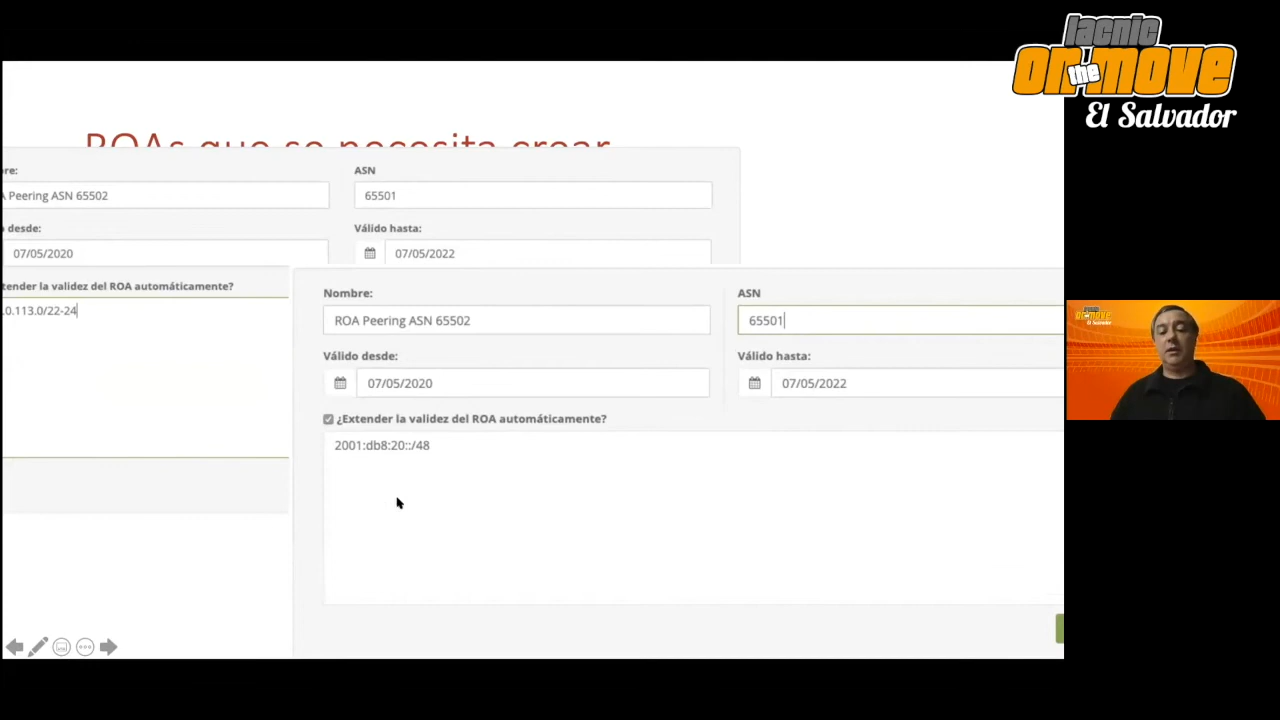 lacnic
on the move
El Salvador
ROAs que se necesita crear
re:
ASN
A Peering ASN 65502
65501
desde:
Válido hasta:
07/05/2020
07/05/2022
tender la validez del ROA automáticamente?
.0.113.0/22-24
Nombre:
ASN
ROA Peering ASN 65502
65501
Válido desde:
Válido hasta:
07/05/2020
07/05/2022
¿Extender la validez del ROA automáticamente?
2001:db8:20::/48